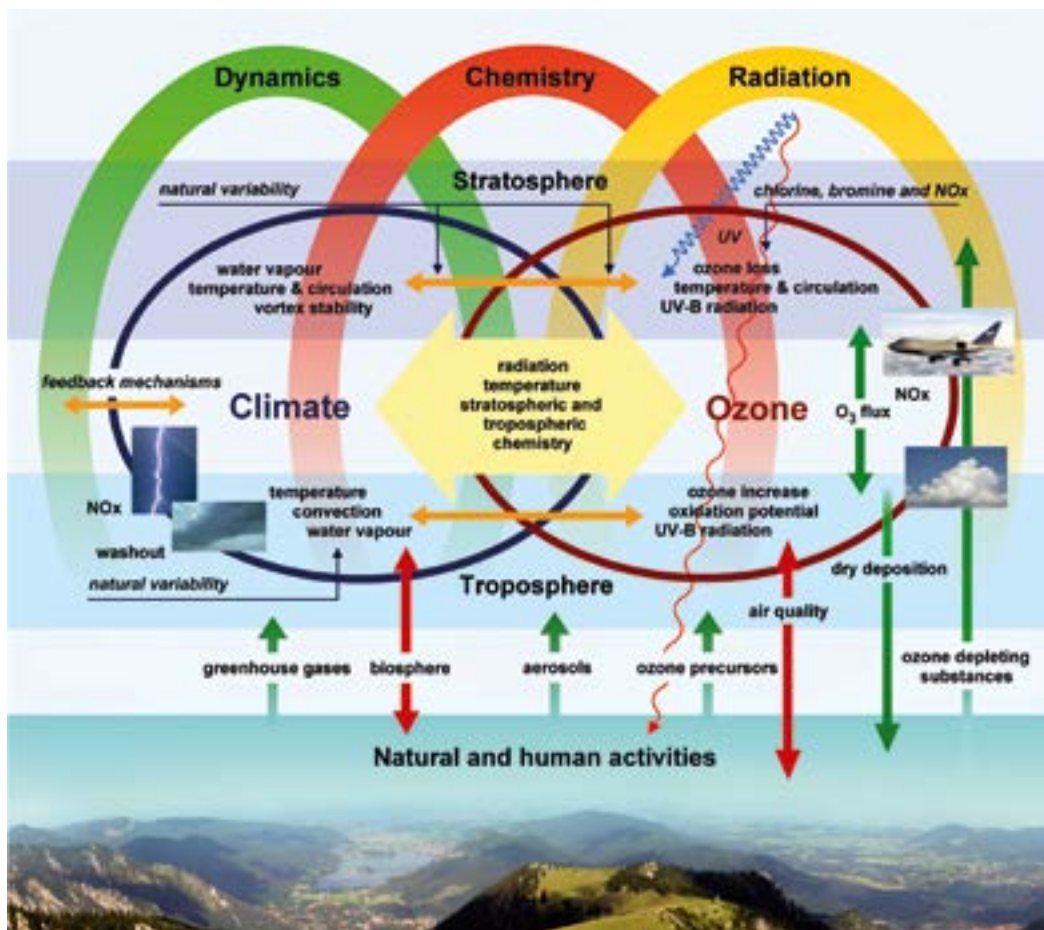 Dynamics
Chemistry
Radiation
natural variability
Stratosphere
chlorine, bromine and NOx
UV
water vapour
temperature & circulation
vortex stability
ozone loss
temperature & circulation
UV-B radiation
feedback mechanisms
Climate
radiation
temperature
stratospheric and
tropospheric
chemistry
Ozone
O3 flux
NOx
NOx
washout
temperature
convection
water vapour
ozone increase
oxidation potential
UV-B radiation
natural variability
Troposphere
dry deposition
air quality
greenhouse gases
biosphere
aerosols
ozone precursors
ozone depleting
substances
Natural and human activities